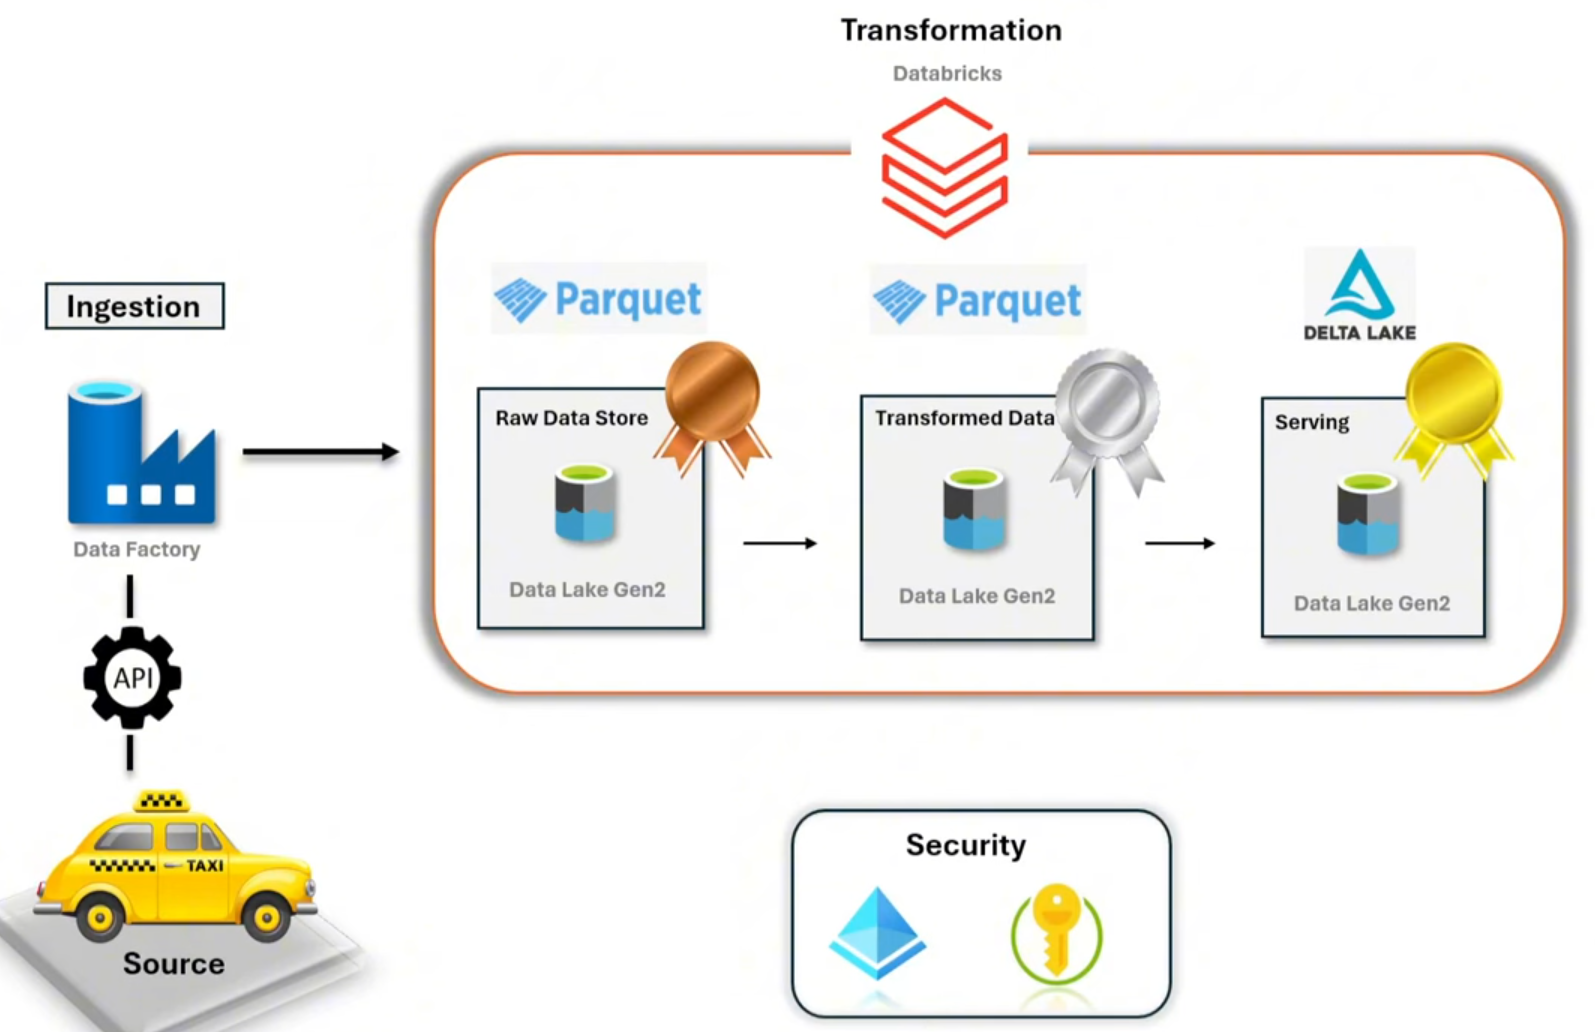 Transformation
Databricks
Ingestion
Parquet
Parquet
DELTA LAKE
Raw Data Store
Transformed Data
Serving
Data Lake Gen2
Data Lake Gen2
Data Lake Gen2
Data Factory
API
TAXI
Source
Security